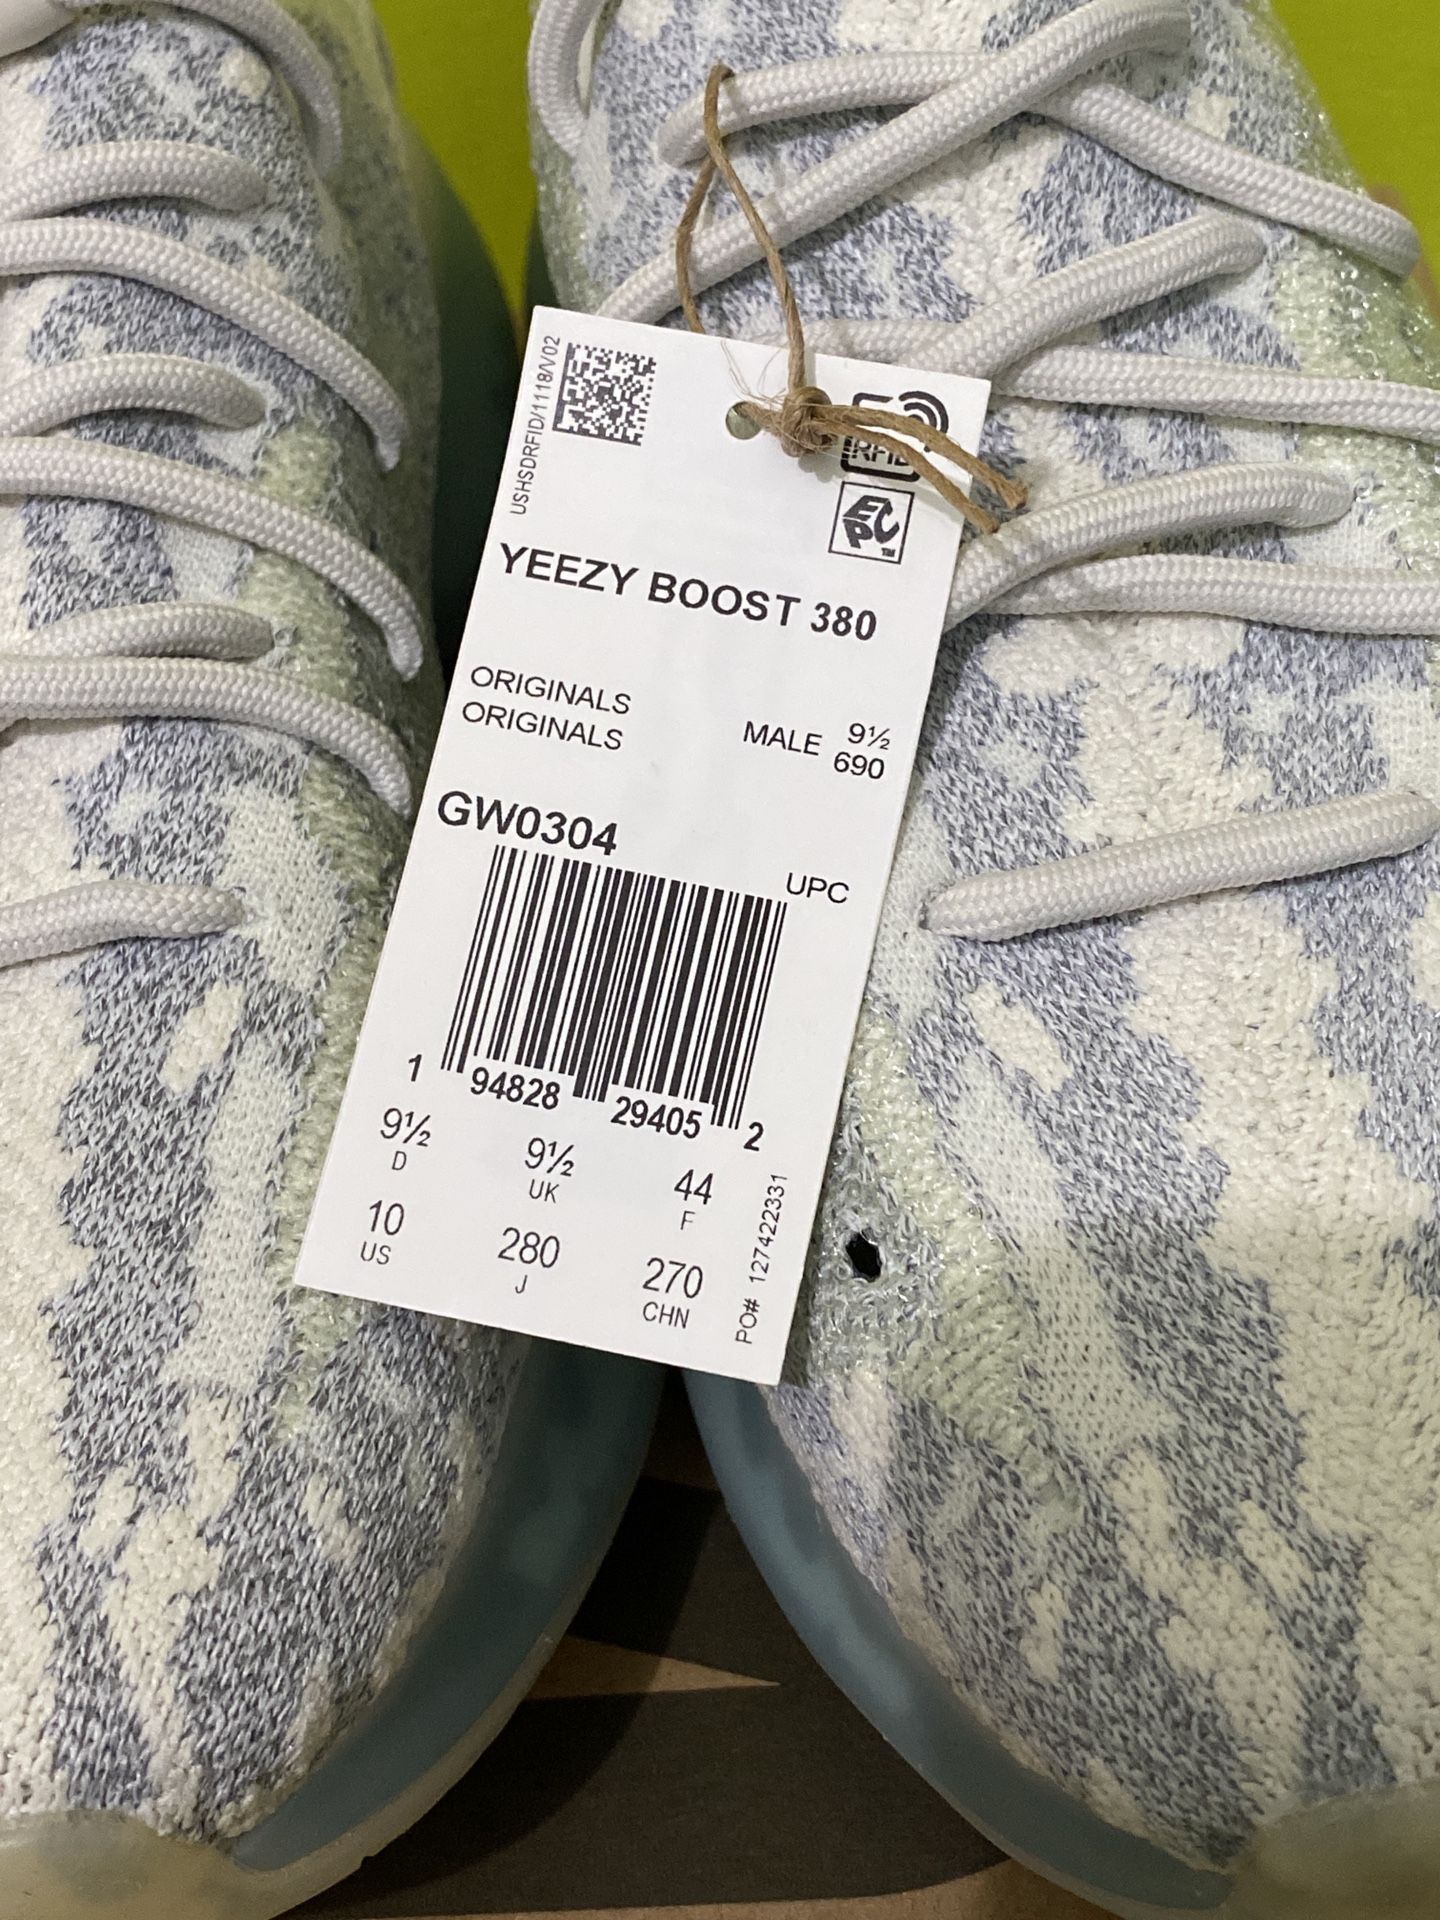 USHSDRFID/1118/V02
RFID
EPC™
YEEZY BOOST 380
ORIGINALS
ORIGINALS
MALE 9½
690
GW0304
UPC
1 94828 29405 2
9½ 9½ 44
D UK F
10 280 270
US J CHN
PO# 127422331